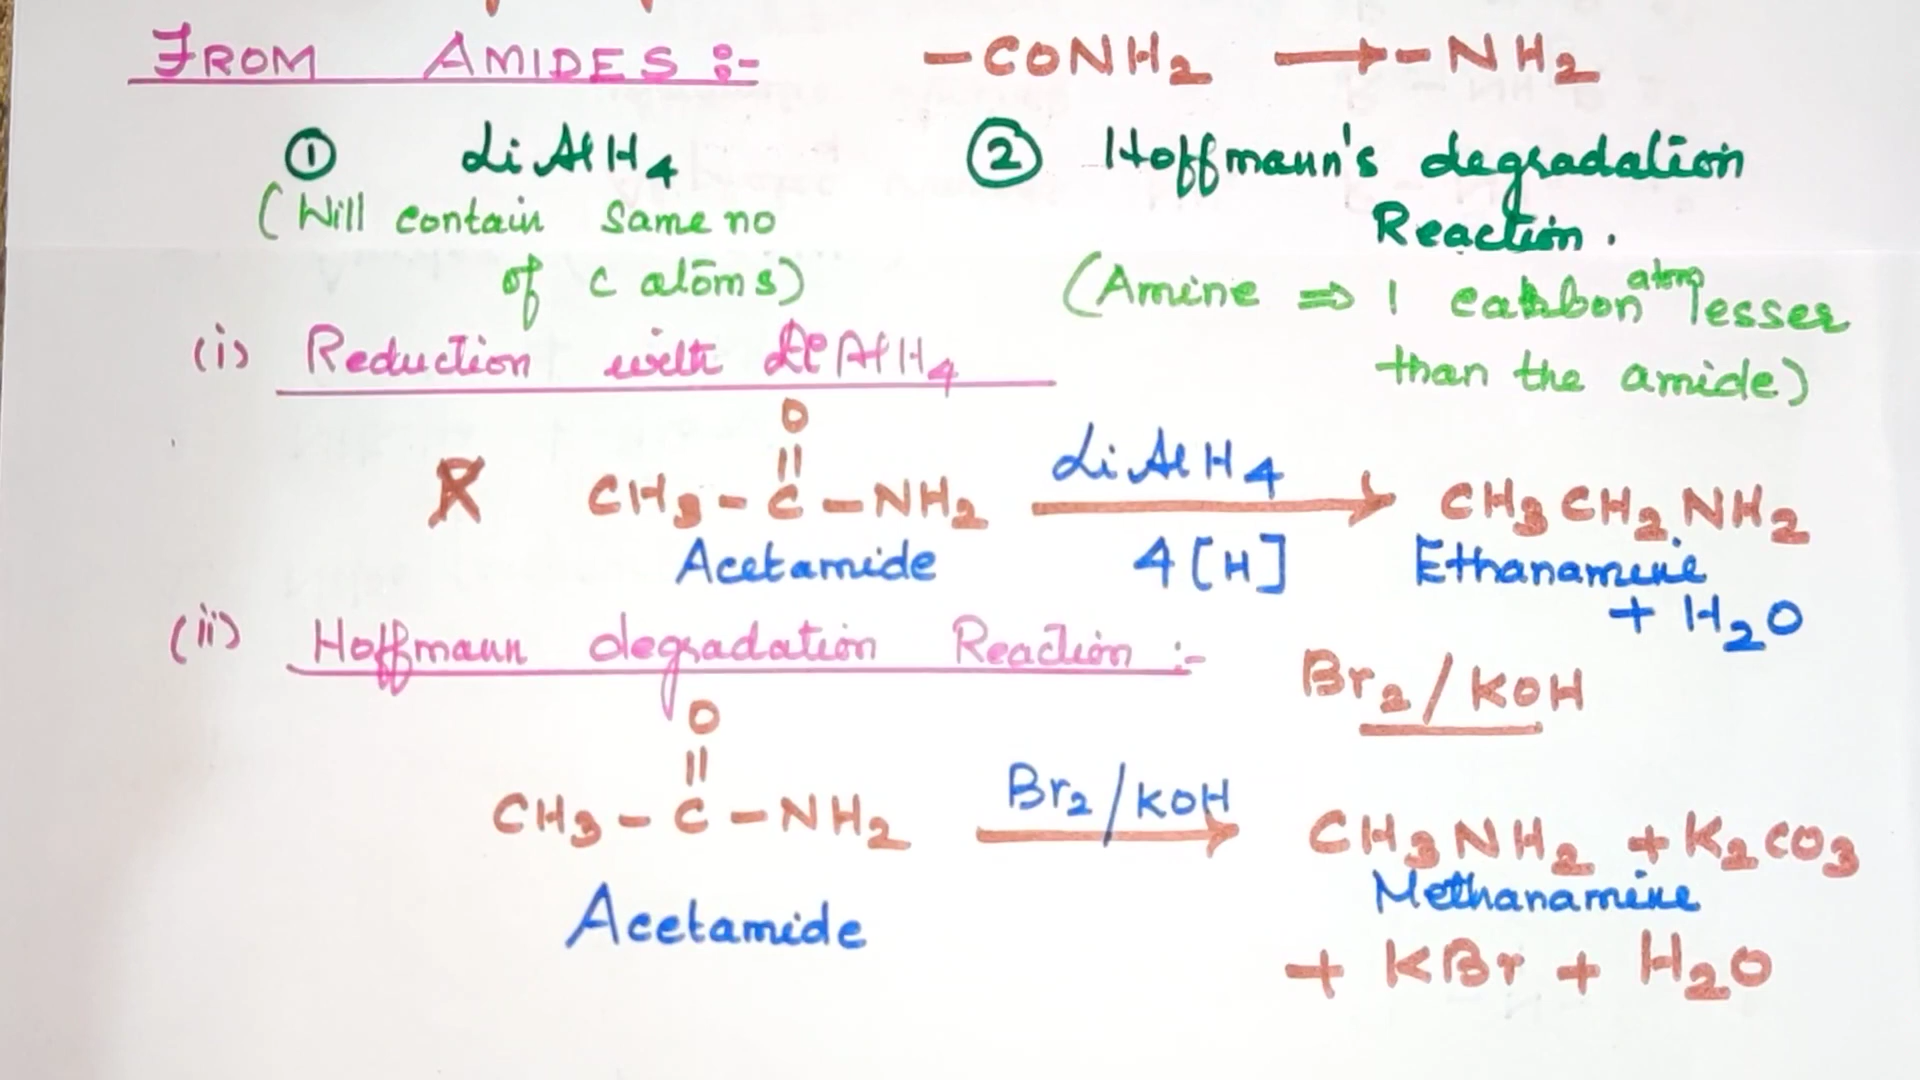 FROM AMIDES :- -CONH2 → -NH2
① LiAlH4
(Will contain same no
of C atoms)
② Hoffmann's degradation
Reaction.
(Amine ⇒ 1 carbon atom lesser
than the amide)
(i) Reduction with LiAlH4
O
||
CH3-C-NH2 LiAlH4 → CH3CH2NH2
Acetamide 4[H] Ethanamine
+ H2O
(ii) Hoffmann degradation Reaction :-
Br2/KOH
O
||
CH3-C-NH2 Br2/KOH → CH3NH2 + K2CO3
Acetamide Methanamine
+ KBr + H2O